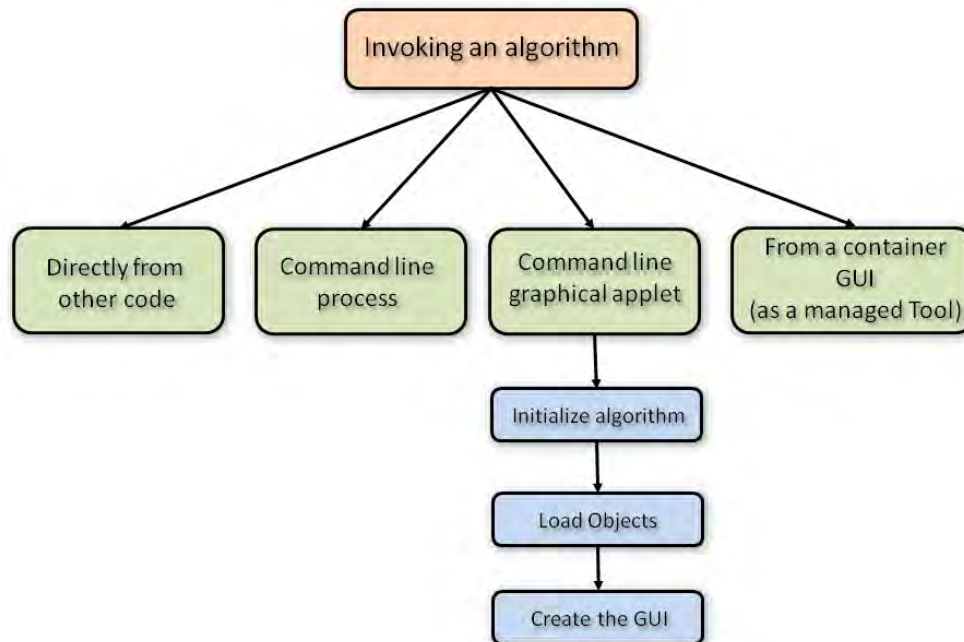 Invoking an algorithm
Directly from
other code
Command line
process
Command line
graphical applet
From a container
GUI
(as a managed Tool)
Initialize algorithm
Load Objects
Create the GUI